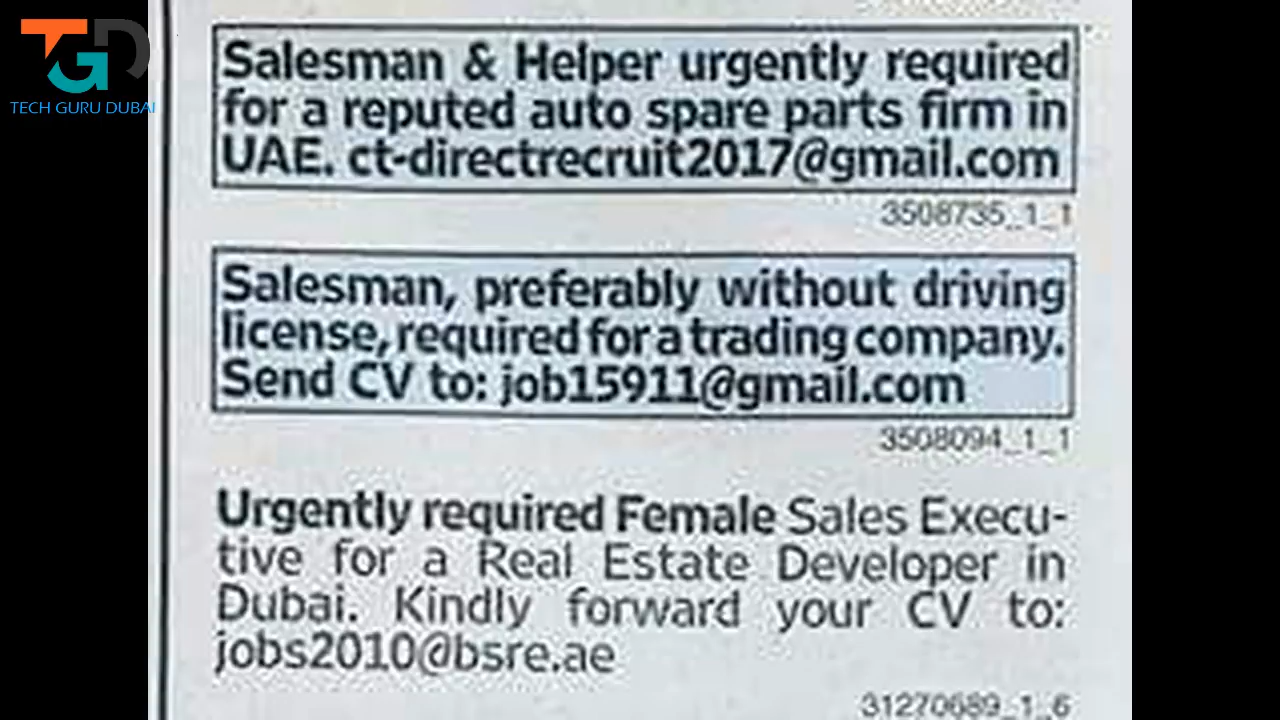 TGD
TECH GURU DUBAI
Salesman & Helper urgently required
for a reputed auto spare parts firm in
UAE. ct-directrecruit2017@gmail.com
3508735_1_1
Salesman, preferably without driving
license, required for a trading company.
Send CV to: job15911@gmail.com
3508094_1_1
Urgently required Female Sales Execu-
tive for a Real Estate Developer in
Dubai. Kindly forward your CV to:
jobs2010@bsre.ae
31270689_1_6